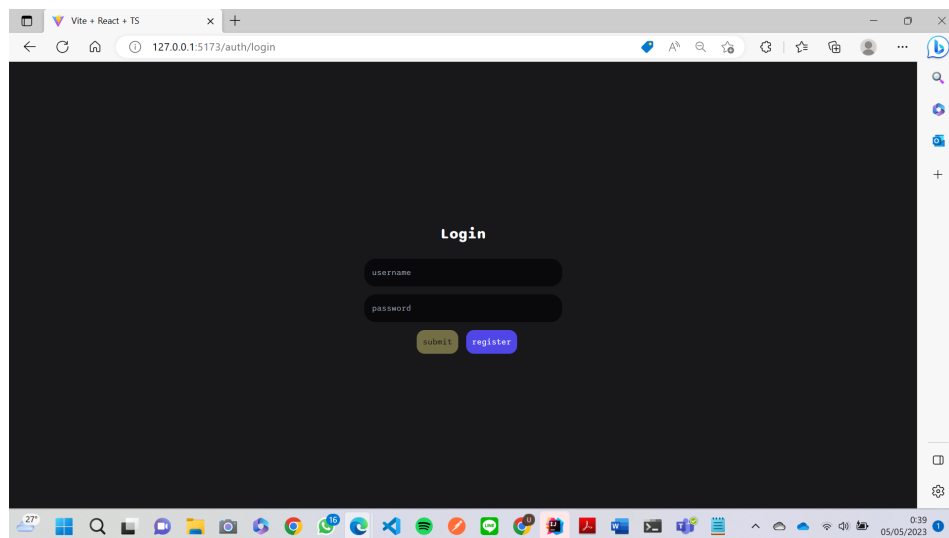 Vite + React + TS
127.0.0.1:5173/auth/login
Login
username
password
submit
register
27°
16
0:39
05/05/2023
1